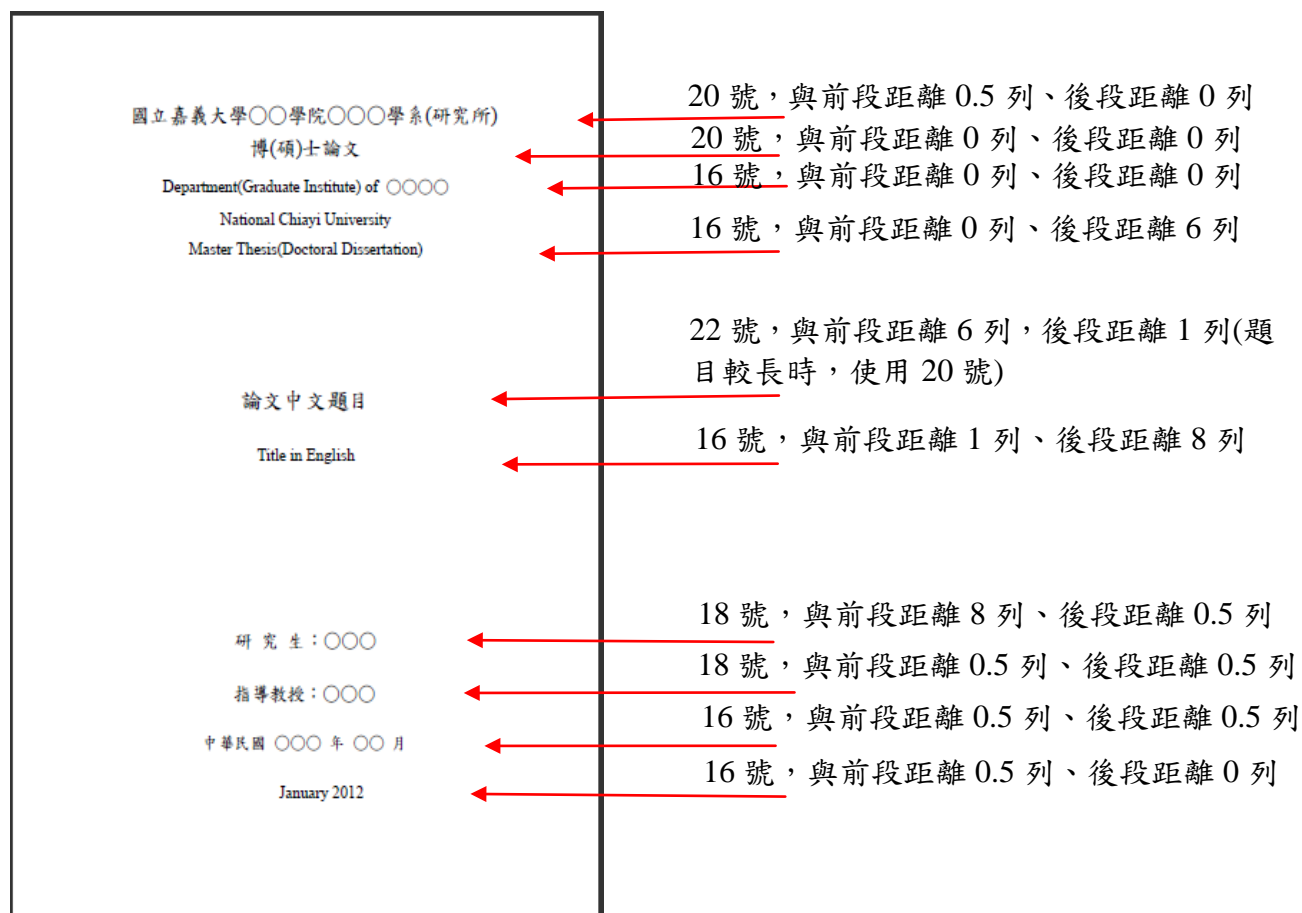 國立嘉義大學○○學院○○○學系(研究所)
博(碩)士論文
Department(Graduate Institute) of ○○○○
National Chiayi University
Master Thesis(Doctoral Dissertation)
論文中文題目
Title in English
研 究 生：○○○
指導教授：○○○
中華民國 ○○○ 年 ○○ 月
January 2012
20 號，與前段距離 0.5 列、後段距離 0 列
20 號，與前段距離 0 列、後段距離 0 列
16 號，與前段距離 0 列、後段距離 0 列
16 號，與前段距離 0 列、後段距離 6 列
22 號，與前段距離 6 列，後段距離 1 列(題
目較長時，使用 20 號)
16 號，與前段距離 1 列、後段距離 8 列
18 號，與前段距離 8 列、後段距離 0.5 列
18 號，與前段距離 0.5 列、後段距離 0.5 列
16 號，與前段距離 0.5 列、後段距離 0.5 列
16 號，與前段距離 0.5 列、後段距離 0 列